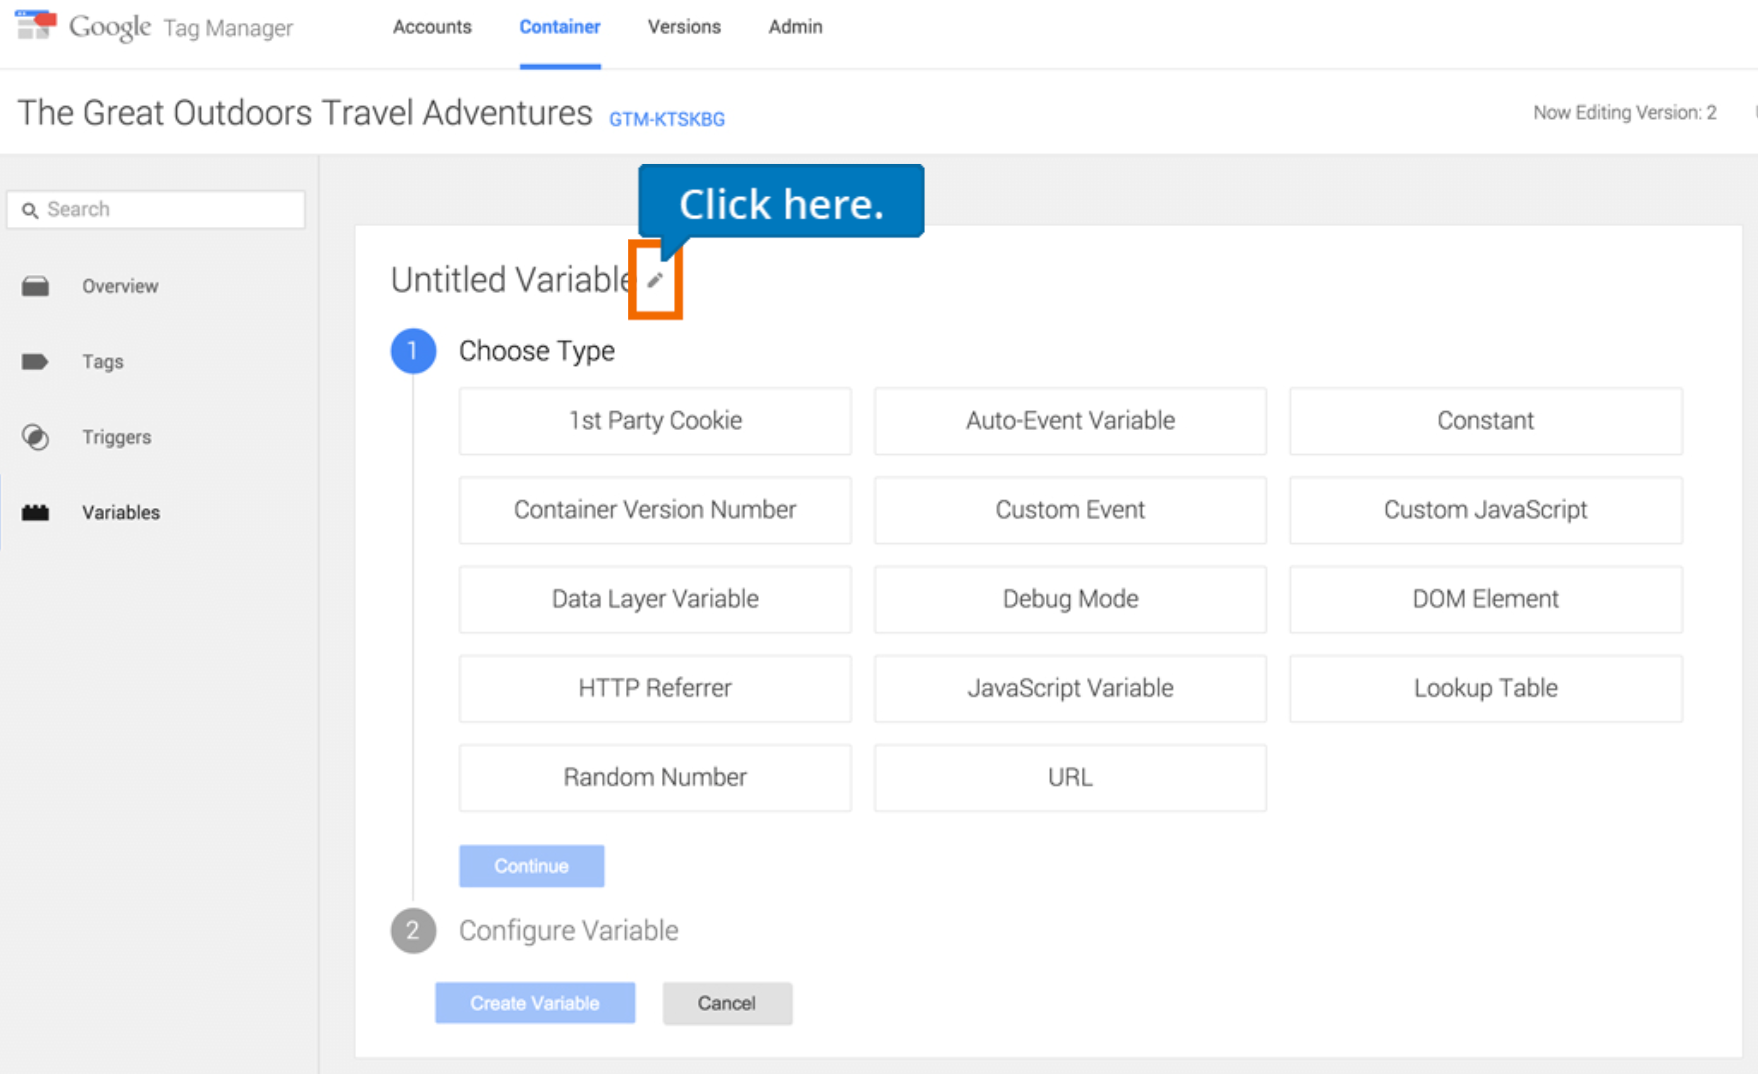 Google Tag Manager
Accounts
Container
Versions
Admin
The Great Outdoors Travel Adventures GTM-KTSKBG
Now Editing Version: 2
Search
Click here.
Overview
Tags
Triggers
Variables
Untitled Variable
1 Choose Type
1st Party Cookie
Auto-Event Variable
Constant
Container Version Number
Custom Event
Custom JavaScript
Data Layer Variable
Debug Mode
DOM Element
HTTP Referrer
JavaScript Variable
Lookup Table
Random Number
URL
Continue
2 Configure Variable
Create Variable
Cancel